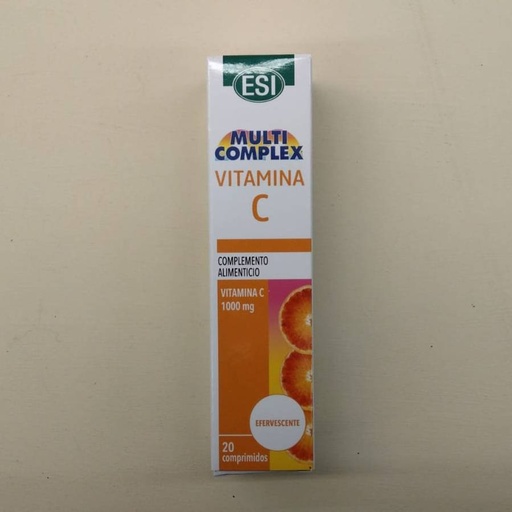 ESI
MULTI
COMPLEX
VITAMINA
C
COMPLEMENTO
ALIMENTICIO
VITAMINA C
1000 mg
EFERVESCENTE
20
comprimidos